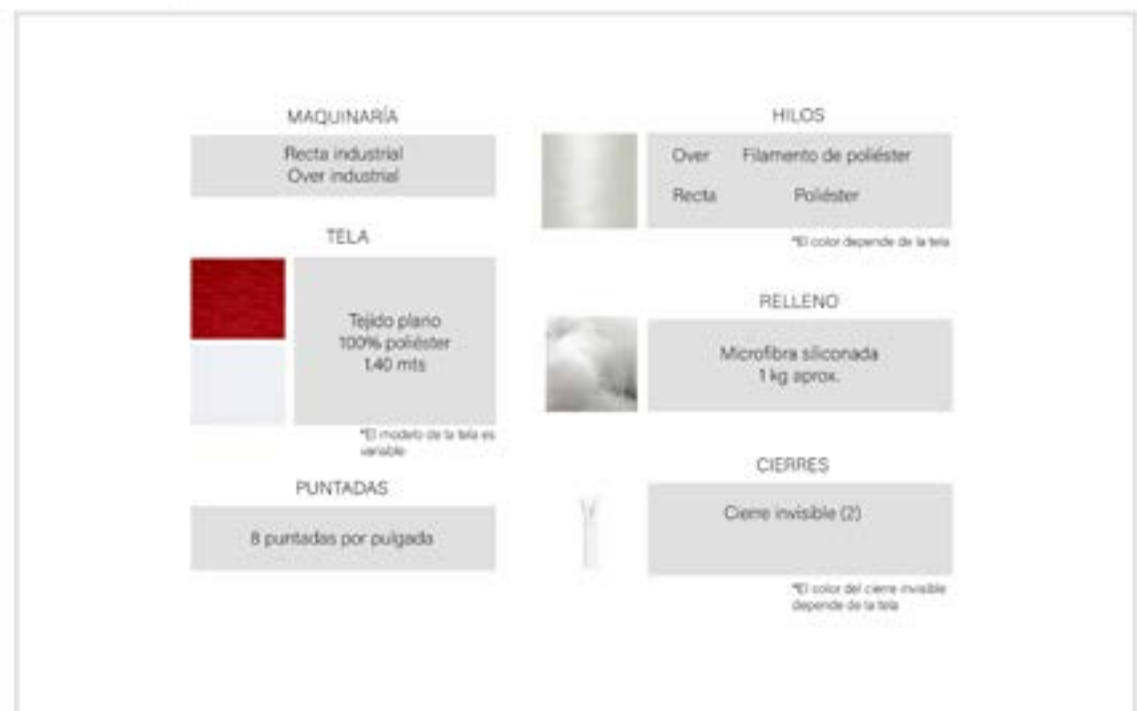 MAQUINARÍA
Recta industrial
Over industrial
TELA
Tejido plano
100% poliéster
1.40 mts
*El modelo de la tela es
variable
PUNTADAS
8 puntadas por pulgada
HILOS
Over Filamento de poliéster
Recta Poliéster
*El color depende de la tela
RELLENO
Microfibra siliconada
1 kg aprox.
CIERRES
Cierre invisible (2)
*El color del cierre invisible
depende de la tela